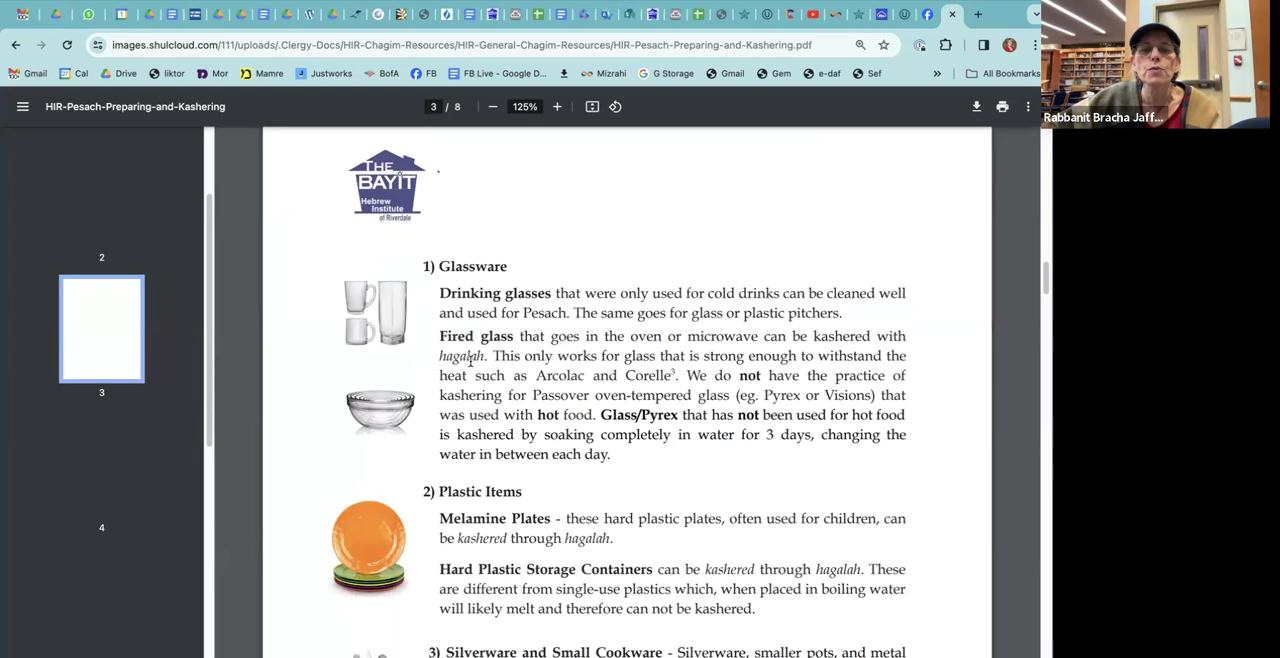 images.shulcloud.com/111/uploads/.Clergy-Docs/HIR-Chagim-Resources/HIR-General-Chagim-Resources/HIR-Pesach-Preparing-and-Kashering.pdf
Gmail Cal Drive liktor Mor Mamre Justworks BofA FB FB Live - Google D... Mizrahi G Storage Gmail Gem e-daf Sef » All Bookmarks
HIR-Pesach-Preparing-and-Kashering 3 / 8 − 125% +
Rabbanit Bracha Jaff...
2
3
4
THE
BAYIT
Hebrew
Institute
of Riverdale
1) Glassware
Drinking glasses that were only used for cold drinks can be cleaned well
and used for Pesach. The same goes for glass or plastic pitchers.
Fired glass that goes in the oven or microwave can be kashered with
hagalah. This only works for glass that is strong enough to withstand the
heat such as Arcolac and Corelle³. We do not have the practice of
kashering for Passover oven-tempered glass (eg. Pyrex or Visions) that
was used with hot food. Glass/Pyrex that has not been used for hot food
is kashered by soaking completely in water for 3 days, changing the
water in between each day.
2) Plastic Items
Melamine Plates - these hard plastic plates, often used for children, can
be kashered through hagalah.
Hard Plastic Storage Containers can be kashered through hagalah. These
are different from single-use plastics which, when placed in boiling water
will likely melt and therefore can not be kashered.
3) Silverware and Small Cookware - Silverware, smaller pots, and metal